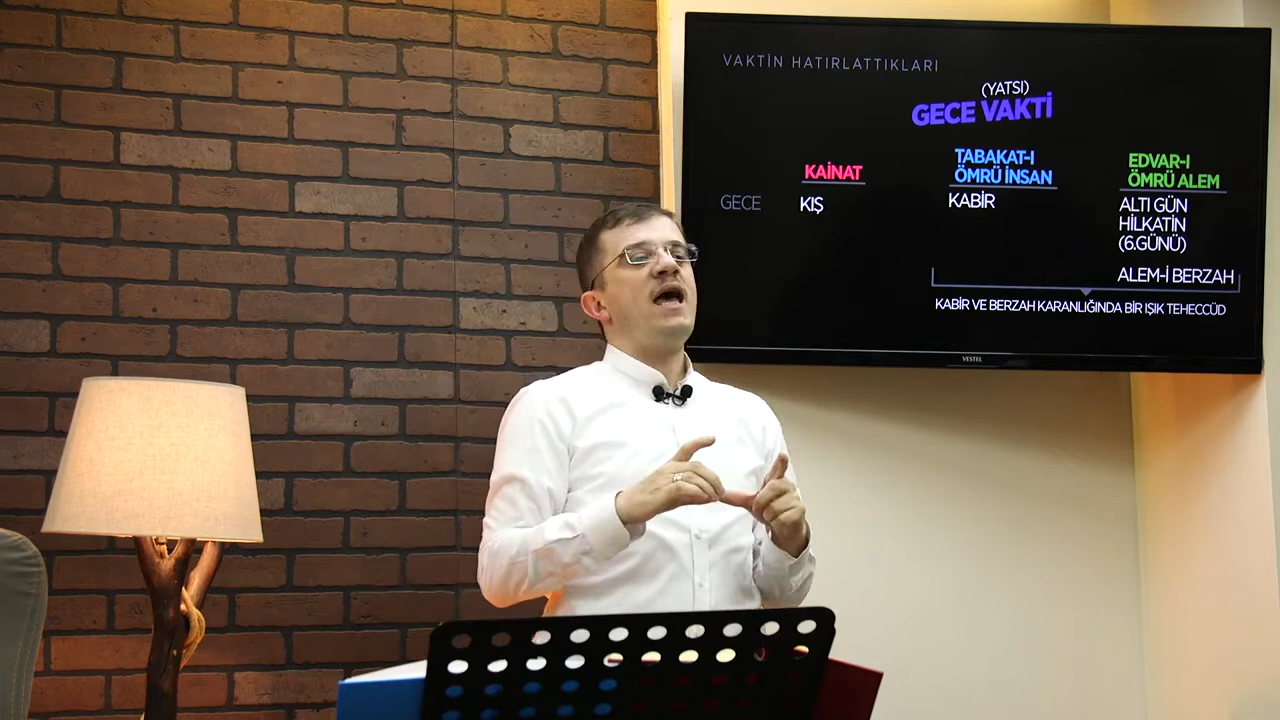 VAKTİN HATIRLATTIKLARI
(YATSI)
GECE VAKTİ
KAİNAT
TABAKAT-I
ÖMRÜ İNSAN
EDVAR-I
ÖMRÜ ALEM
GECE
KIŞ
KABİR
ALTI GÜN
HİLKATİN
(6.GÜNÜ)
ALEM-İ BERZAH
KABİR VE BERZAH KARANLIĞINDA BİR IŞIK TEHECCÜD
VESTEL